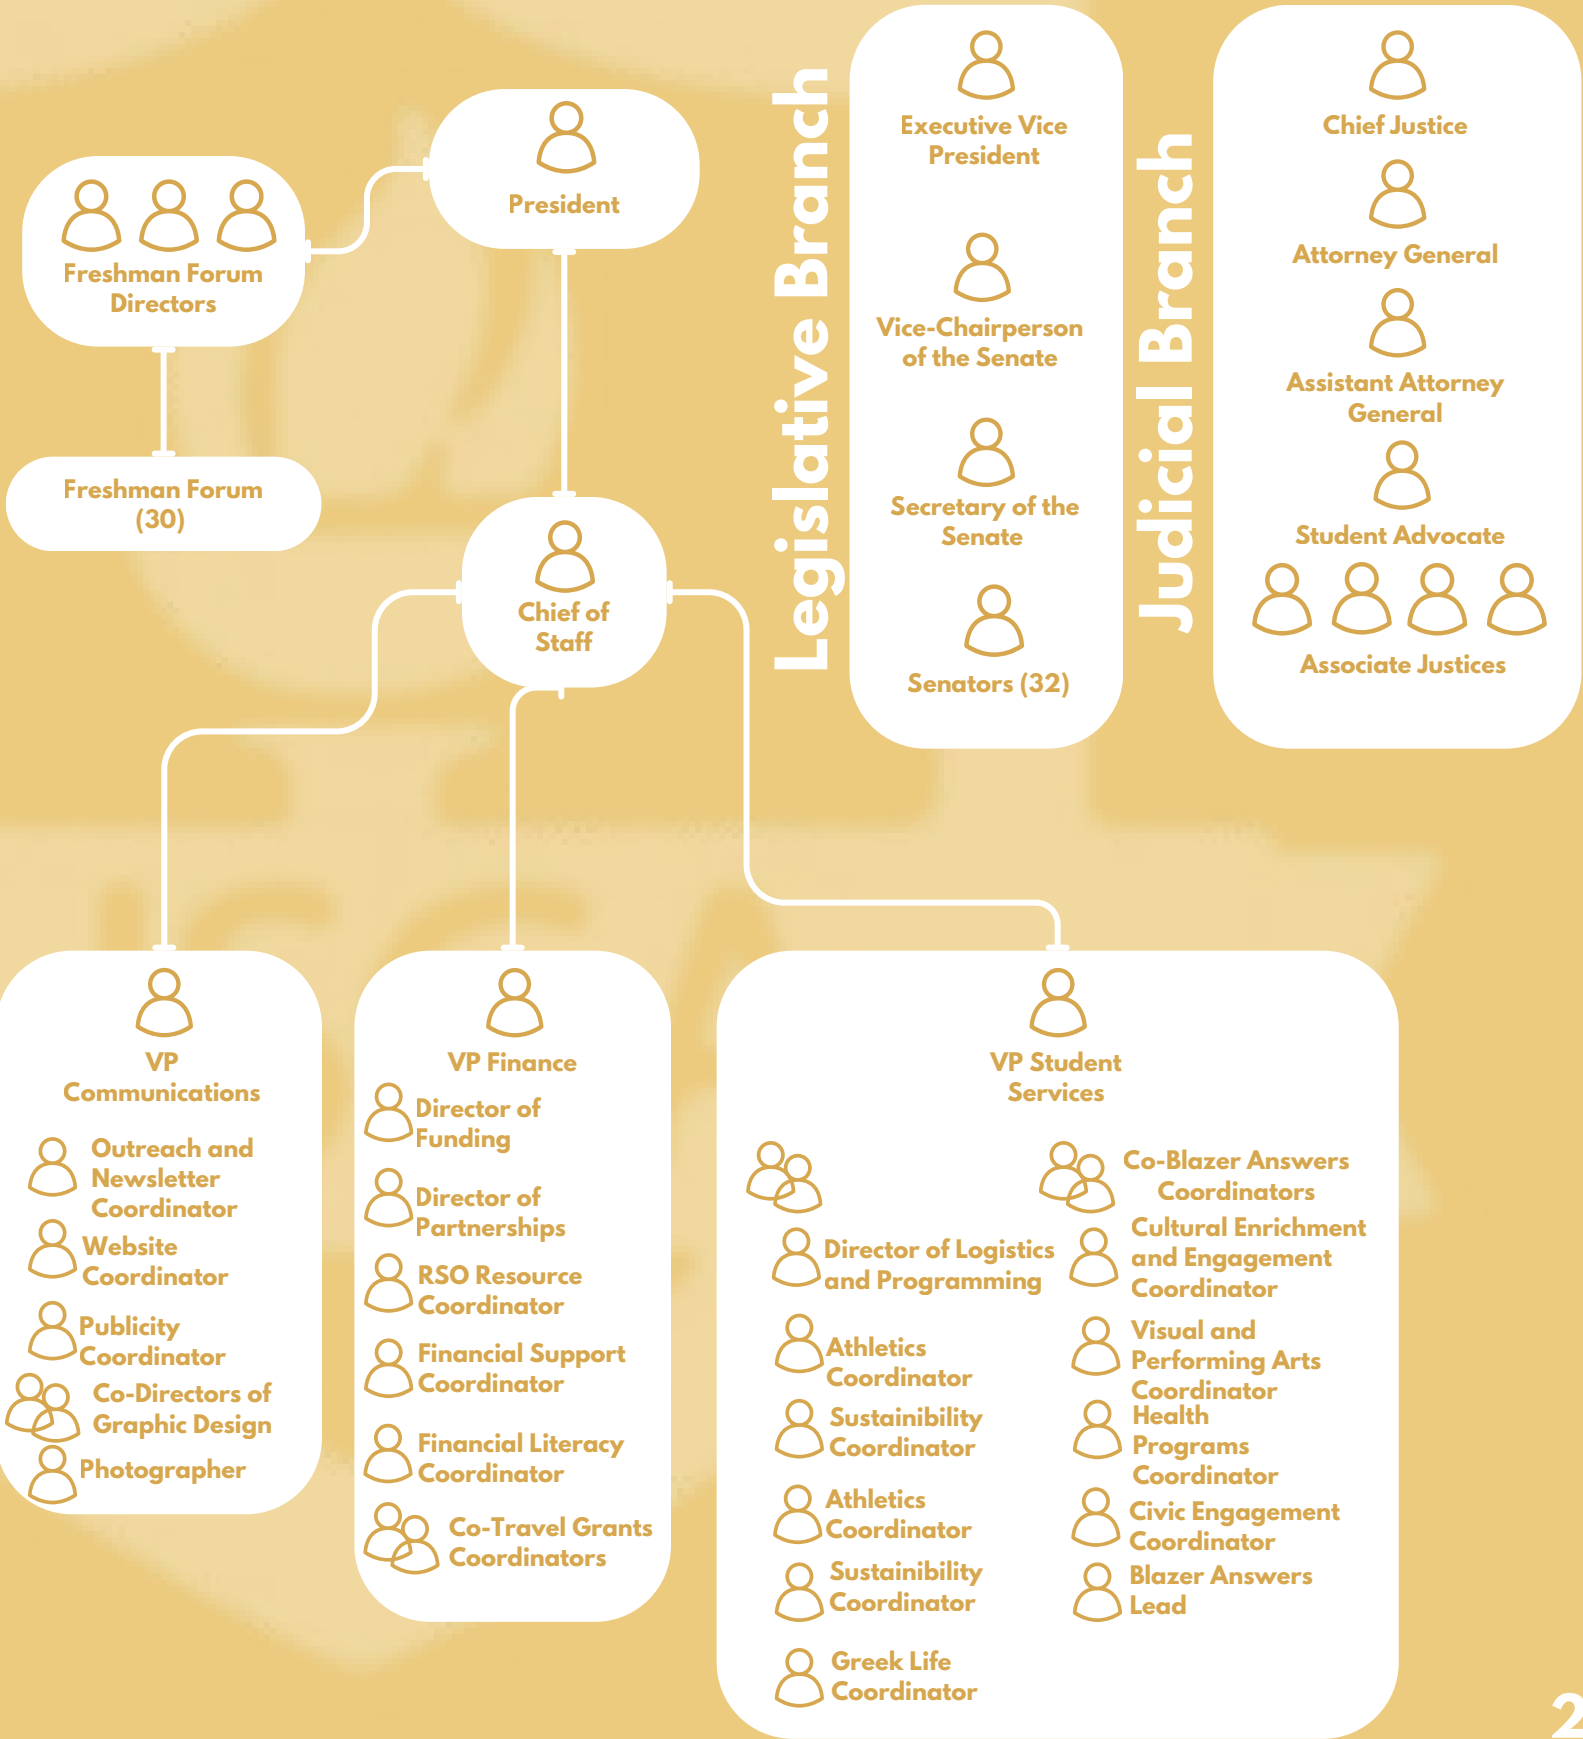 President
Freshman Forum
Directors
Freshman Forum
(30)
Chief of
Staff
Legislative Branch
Executive Vice
President
Vice-Chairperson
of the Senate
Secretary of the
Senate
Senators (32)
Judicial Branch
Chief Justice
Attorney General
Assistant Attorney
General
Student Advocate
Associate Justices
VP
Communications
Outreach and
Newsletter
Coordinator
Website
Coordinator
Publicity
Coordinator
Co-Directors of
Graphic Design
Photographer
VP Finance
Director of
Funding
Director of
Partnerships
RSO Resource
Coordinator
Financial Support
Coordinator
Financial Literacy
Coordinator
Co-Travel Grants
Coordinators
VP Student
Services
Director of Logistics
and Programming
Athletics
Coordinator
Sustainibility
Coordinator
Athletics
Coordinator
Sustainibility
Coordinator
Greek Life
Coordinator
Co-Blazer Answers
Coordinators
Cultural Enrichment
and Engagement
Coordinator
Visual and
Performing Arts
Coordinator
Health
Programs
Coordinator
Civic Engagement
Coordinator
Blazer Answers
Lead
2